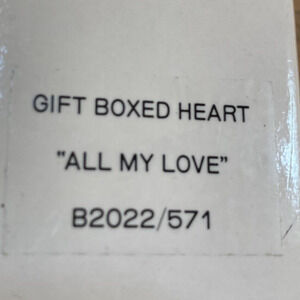 GIFT BOXED HEART
"ALL MY LOVE"
B2022/571